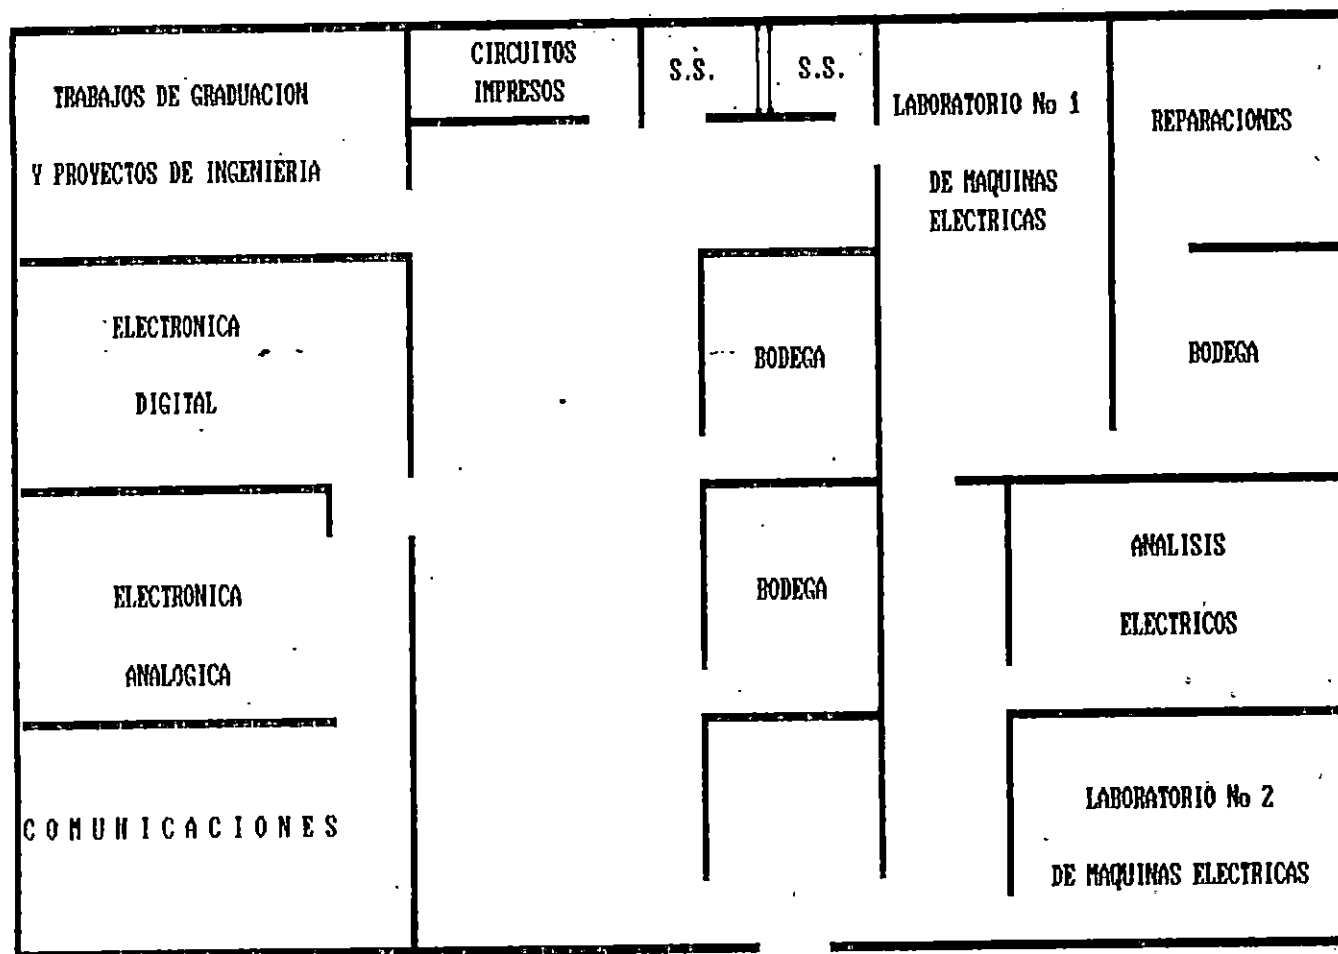 TRABAJOS DE GRADUACION
Y PROYECTOS DE INGENIERIA
CIRCUITOS
IMPRESOS
S.S.
S.S.
LABORATORIO No 1
DE MAQUINAS
ELECTRICAS
REPARACIONES
ELECTRÓNICA
DIGITAL
BODEGA
BODEGA
ELECTRONICA
ANALOGICA
BODEGA
ANALISIS
ELECTRICOS
COMUNICACIONES
LABORATORIO No 2
DE MAQUINAS ELECTRICAS